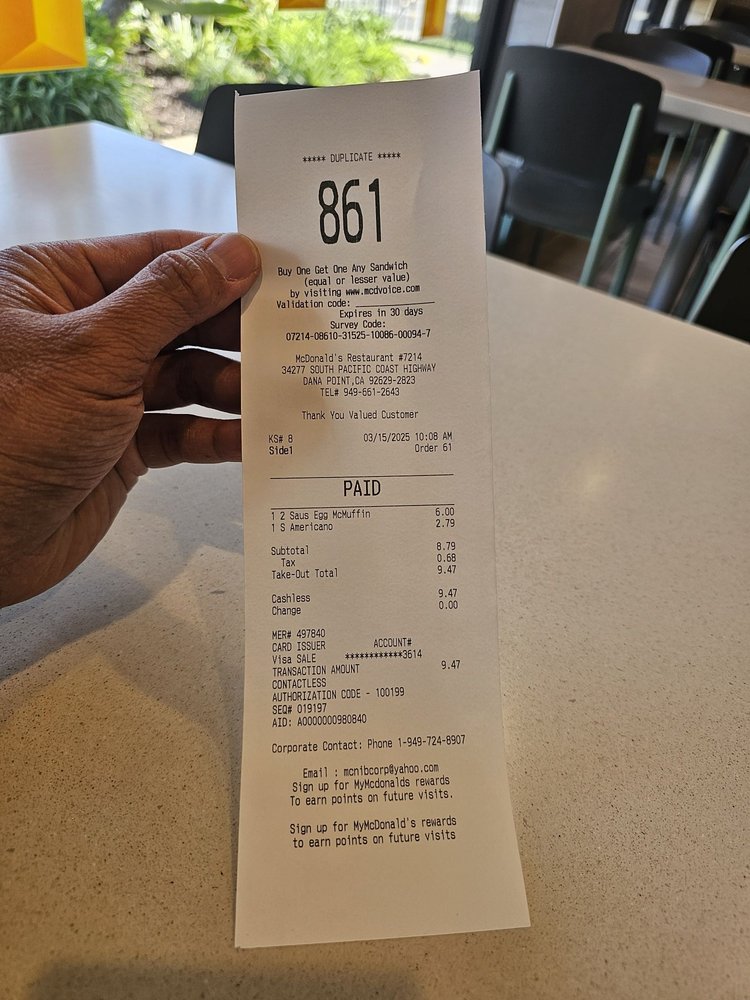 ***** DUPLICATE *****
861
Buy One Get One Any Sandwich
(equal or lesser value)
by visiting www.mcdvoice.com
Validation code:
Expires in 30 days
Survey Code:
07214-08610-31525-10086-00094-7
McDonald's Restaurant #7214
34277 SOUTH PACIFIC COAST HIGHWAY
DANA POINT,CA 92629-2823
TEL# 949-661-2643
Thank You Valued Customer
KS# 8 03/15/2025 10:08 AM
Side1 Order 61
PAID
1 2 Saus Egg McMuffin 6.00
1 S Americano 2.79
Subtotal 8.79
Tax 0.68
Take-Out Total 9.47
Cashless 9.47
Change 0.00
MER# 497840
CARD ISSUER ACCOUNT#
Visa SALE ************3614
TRANSACTION AMOUNT 9.47
CONTACTLESS
AUTHORIZATION CODE - 100199
SEQ# 019197
AID: A0000000980840
Corporate Contact: Phone 1-949-724-8907
Email : mcnibcorp@yahoo.com
Sign up for MyMcdonalds rewards
To earn points on future visits.
Sign up for MyMcDonald's rewards
to earn points on future visits